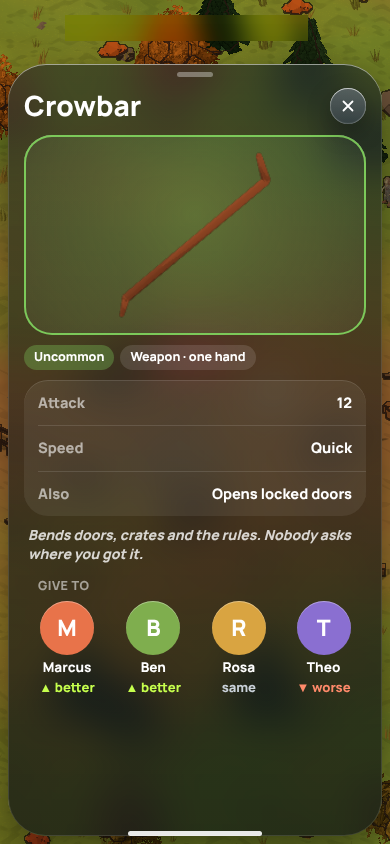 Crowbar
Uncommon
Weapon · one hand
Attack
12
Speed
Quick
Also
Opens locked doors
Bends doors, crates and the rules. Nobody asks
where you got it.
GIVE TO
M
B
R
T
Marcus
Ben
Rosa
Theo
▲ better
▲ better
same
▼ worse